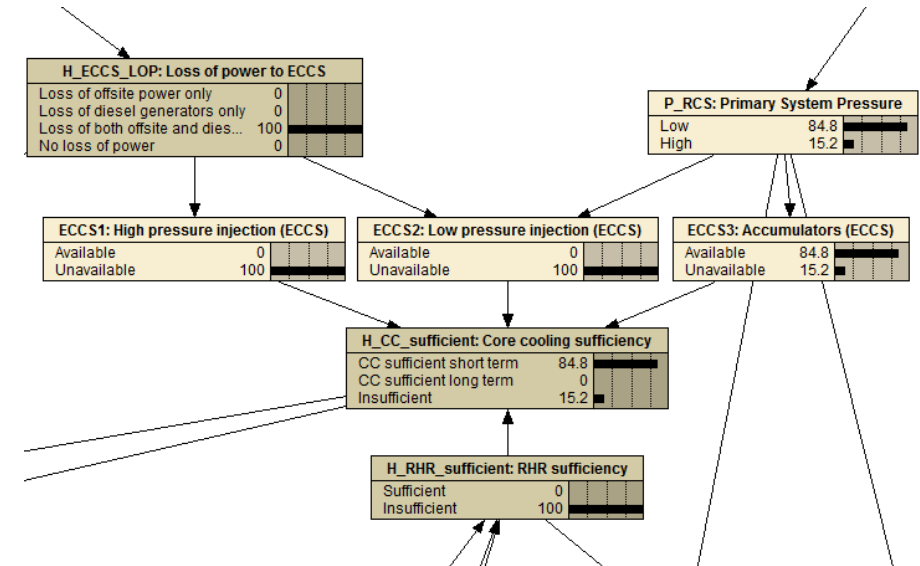 H_ECCS_LOP: Loss of power to ECCS
Loss of offsite power only 0
Loss of diesel generators only 0
Loss of both offsite and dies... 100
No loss of power 0
P_RCS: Primary System Pressure
Low 84.8
High 15.2
ECCS1: High pressure injection (ECCS)
Available 0
Unavailable 100
ECCS2: Low pressure injection (ECCS)
Available 0
Unavailable 100
ECCS3: Accumulators (ECCS)
Available 84.8
Unavailable 15.2
H_CC_sufficient: Core cooling sufficiency
CC sufficient short term 84.8
CC sufficient long term 0
Insufficient 15.2
H_RHR_sufficient: RHR sufficiency
Sufficient 0
Insufficient 100